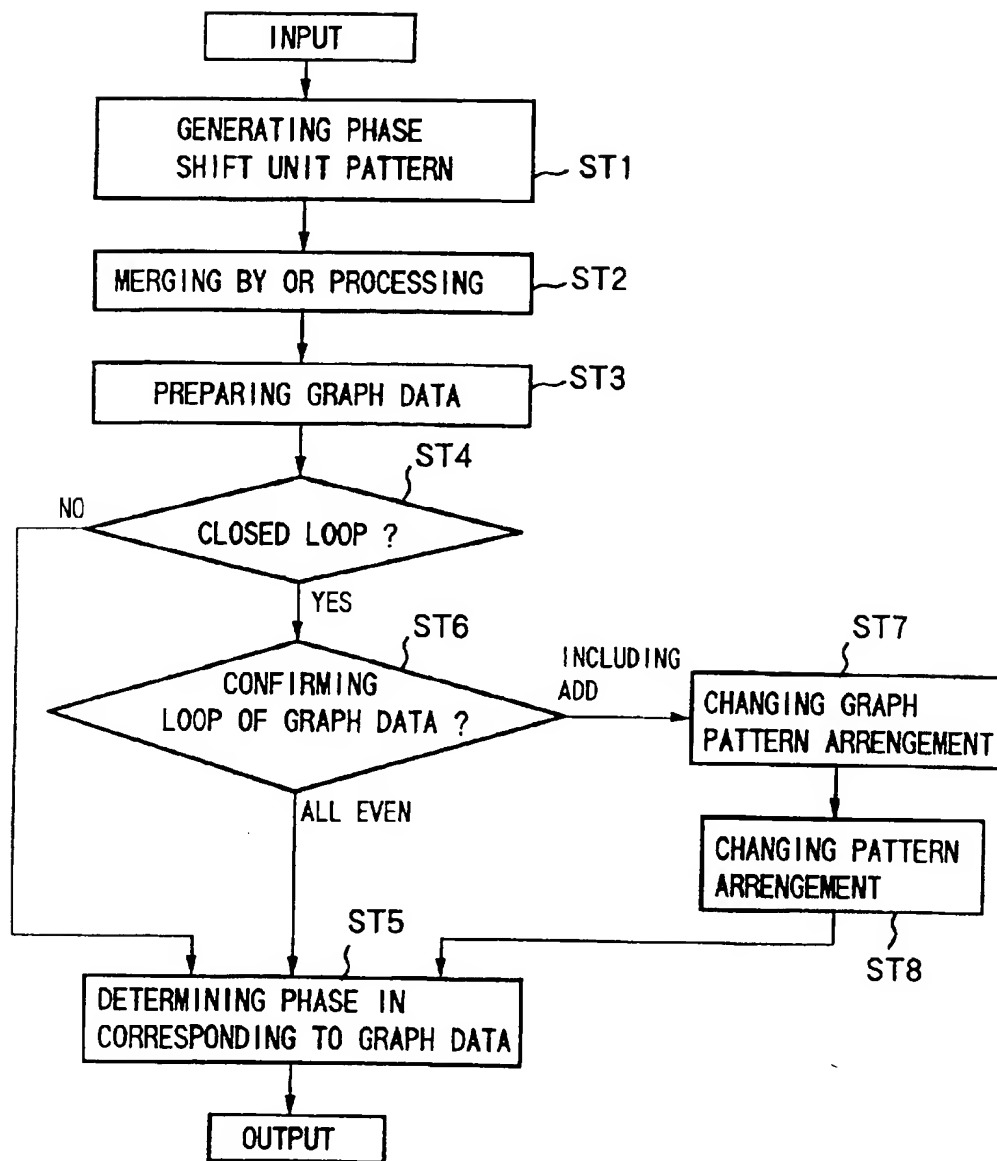 INPUT
GENERATING PHASE
SHIFT UNIT PATTERN
ST1
MERGING BY OR PROCESSING
ST2
PREPARING GRAPH DATA
ST3
ST4
NO
CLOSED LOOP ?
YES
ST6
CONFIRMING
LOOP OF GRAPH DATA ?
INCLUDING
ADD
ST7
CHANGING GRAPH
PATTERN ARRENGEMENT
ALL EVEN
CHANGING PATTERN
ARRENGEMENT
ST8
ST5
DETERMINING PHASE IN
CORRESPONDING TO GRAPH DATA
OUTPUT